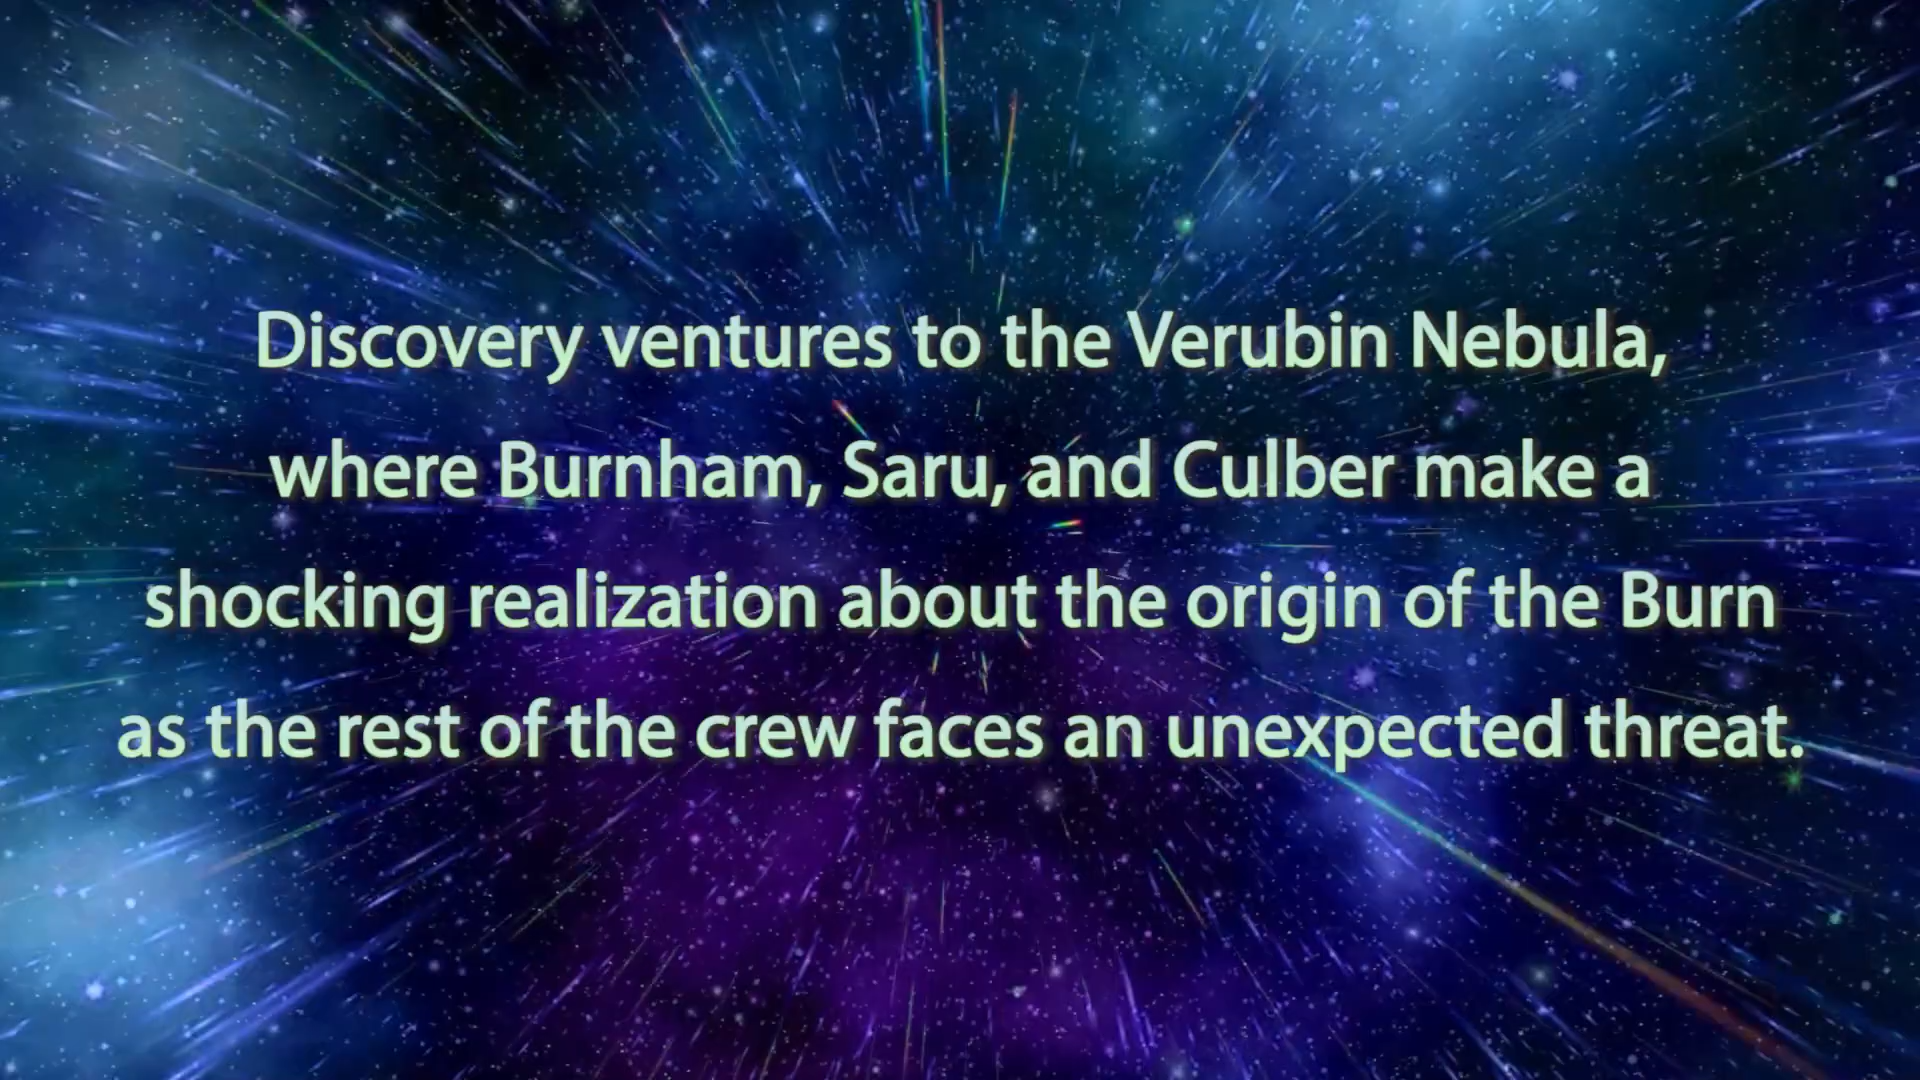 Discovery ventures to the Verubin Nebula,
where Burnham, Saru, and Culber make a
shocking realization about the origin of the Burn
as the rest of the crew faces an unexpected threat.